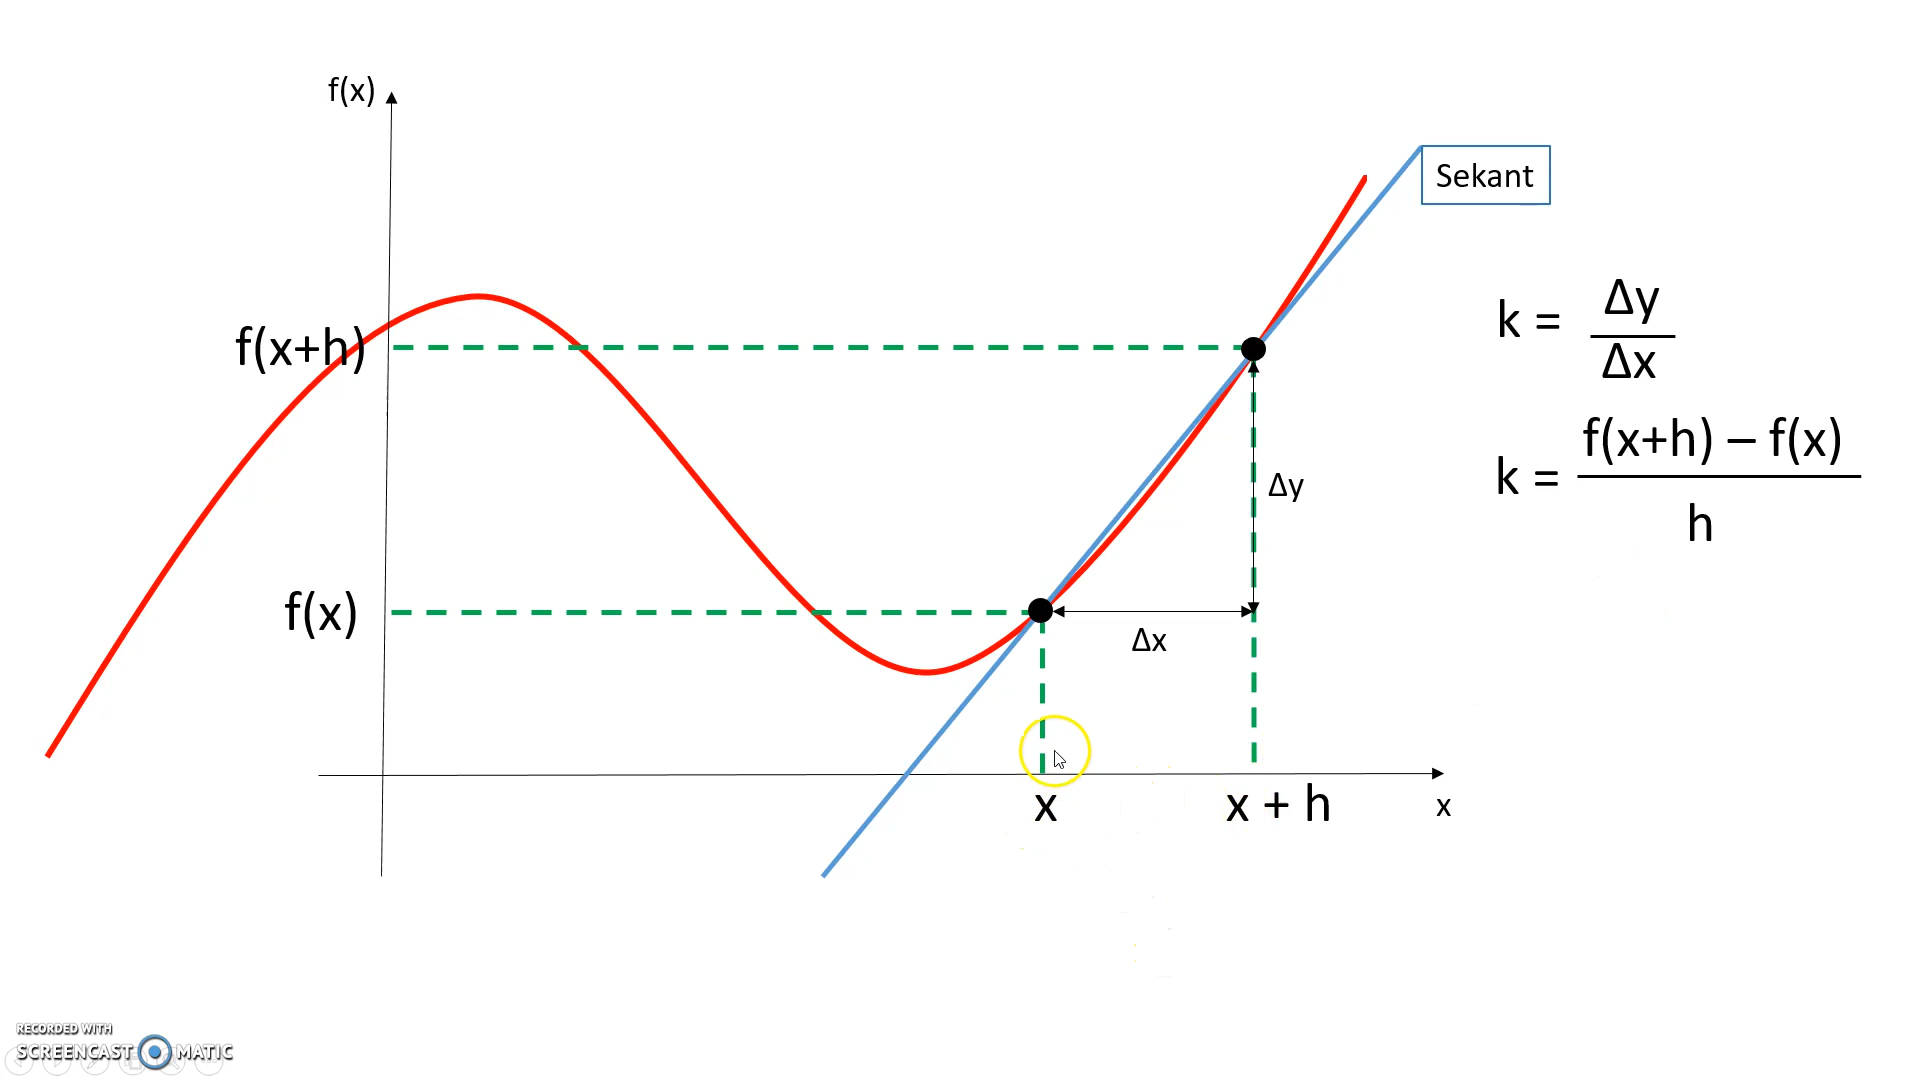 f(x)
Sekant
k = Δy
Δx
f(x+h)
k = f(x+h) – f(x)
h
Δy
f(x)
Δx
x
x + h
x
RECORDED WITH
SCREENCAST MATIC